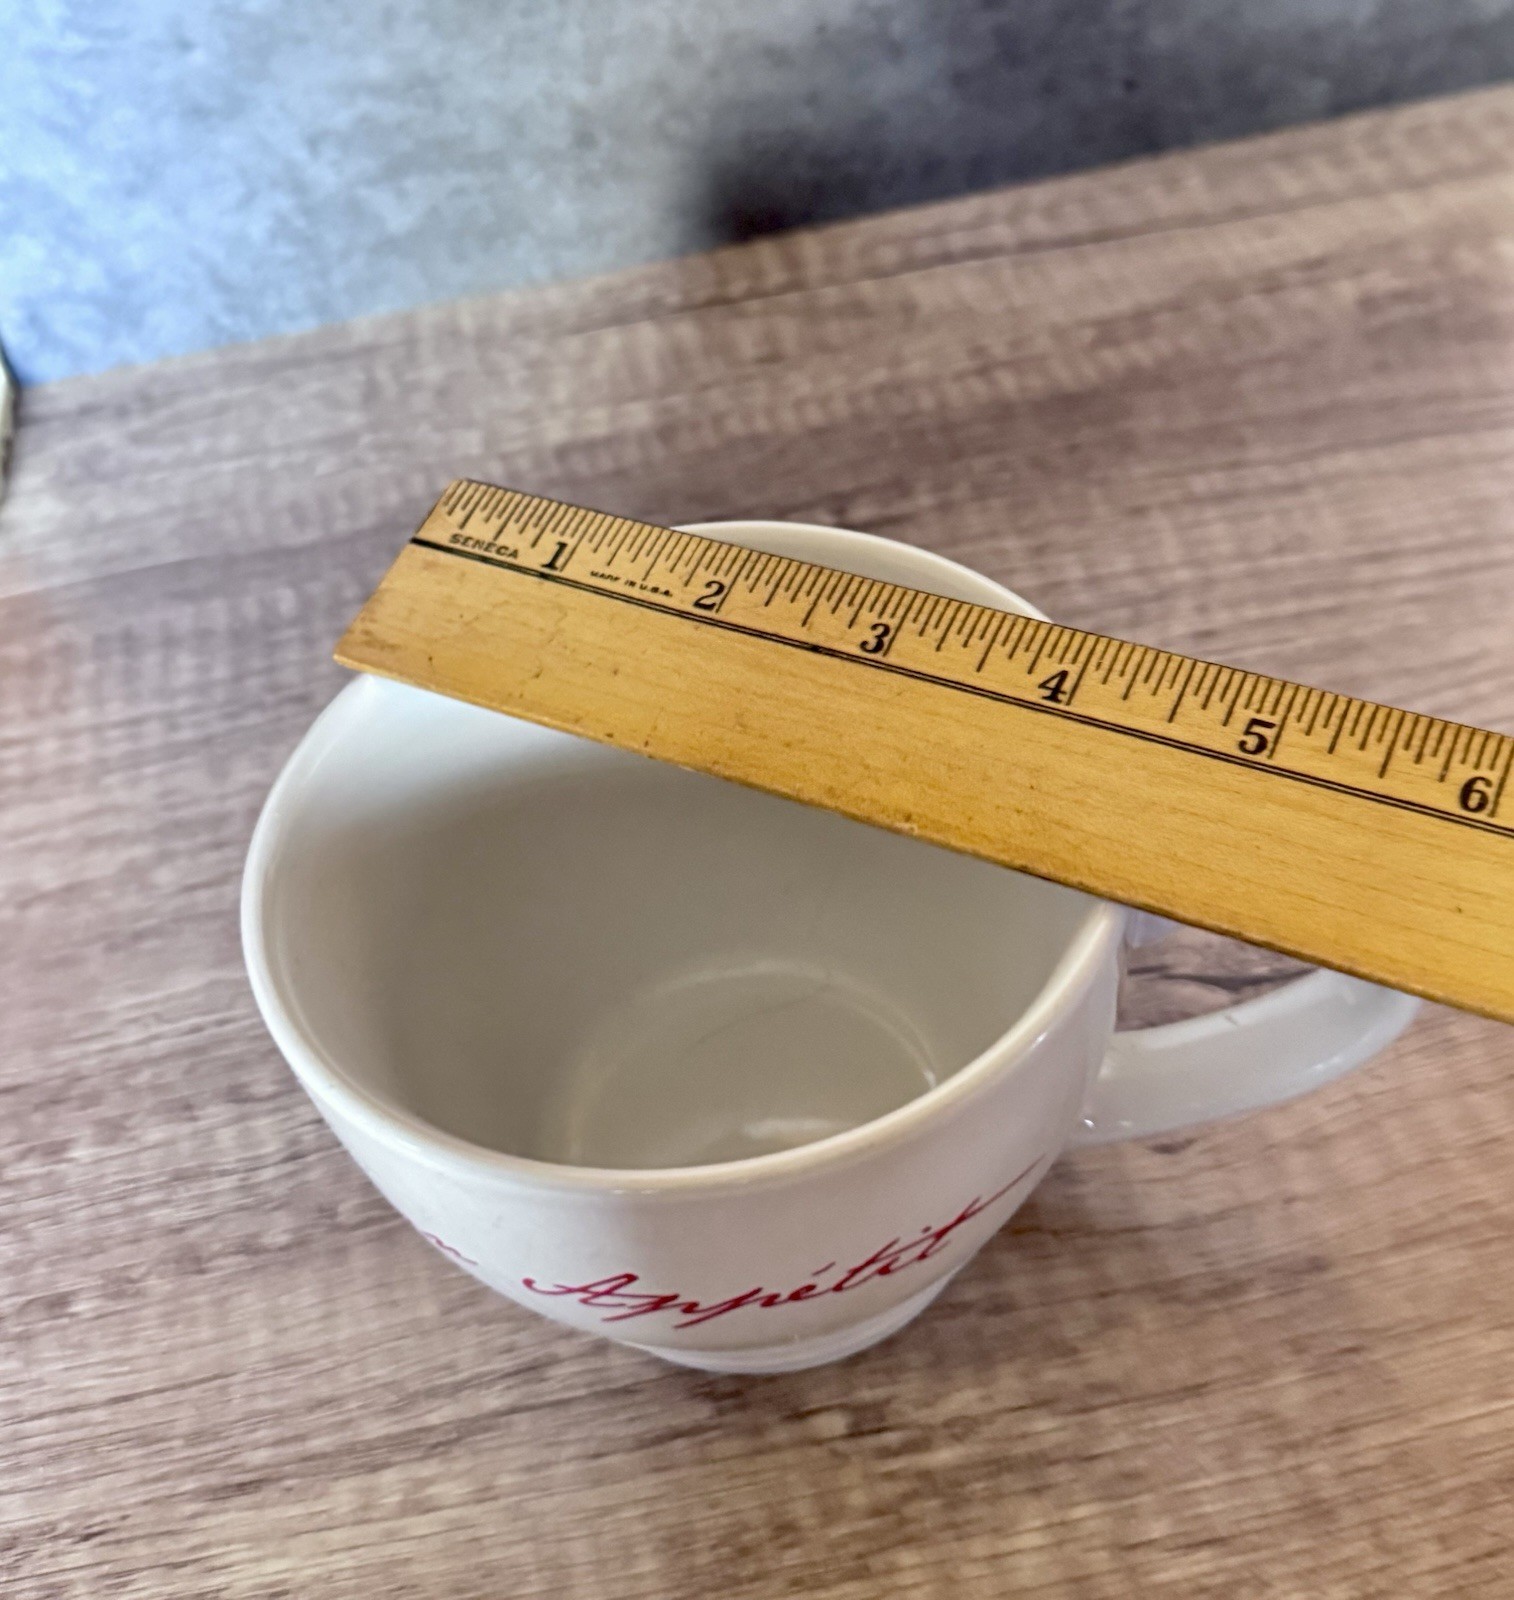 SENECA
MADE IN U.S.A.
1 2 3 4 5 6
Appétit